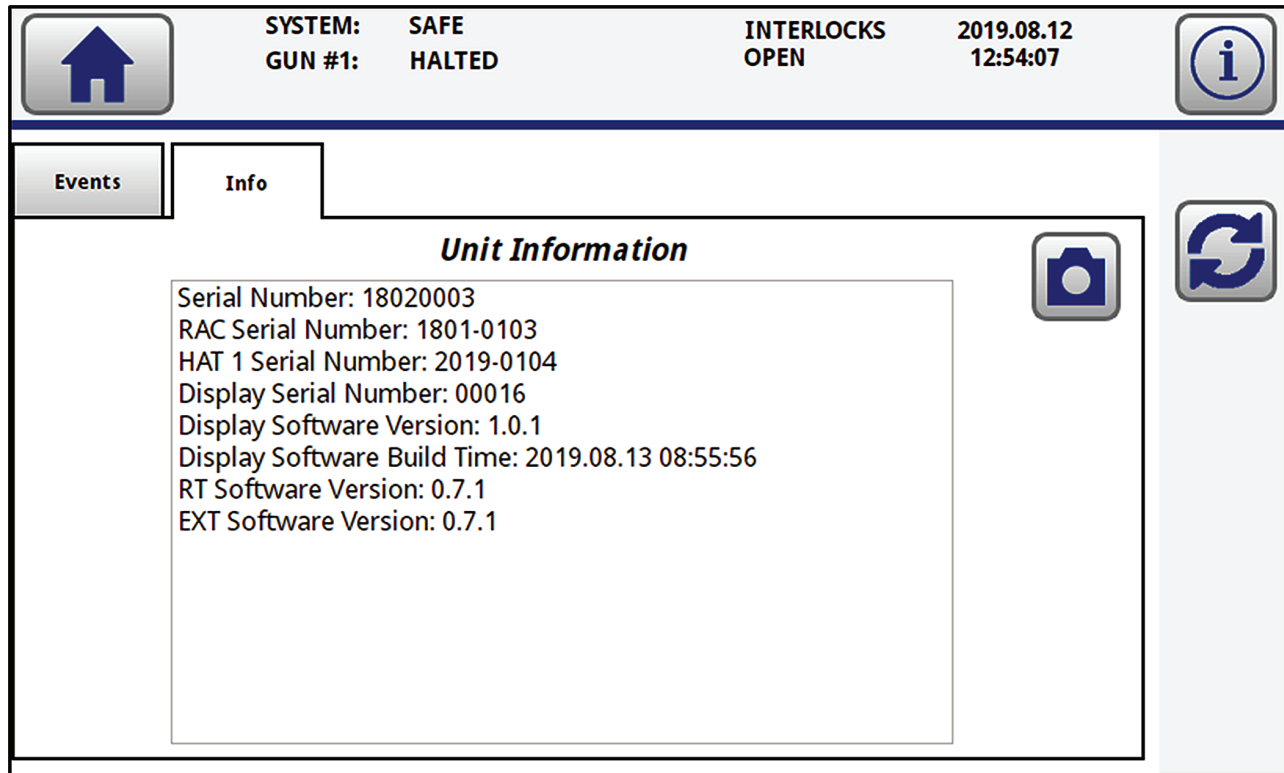 SYSTEM: SAFE
GUN #1: HALTED
INTERLOCKS
OPEN
2019.08.12
12:54:07
i
Events
Info
Unit Information
Serial Number: 18020003
RAC Serial Number: 1801-0103
HAT 1 Serial Number: 2019-0104
Display Serial Number: 00016
Display Software Version: 1.0.1
Display Software Build Time: 2019.08.13 08:55:56
RT Software Version: 0.7.1
EXT Software Version: 0.7.1